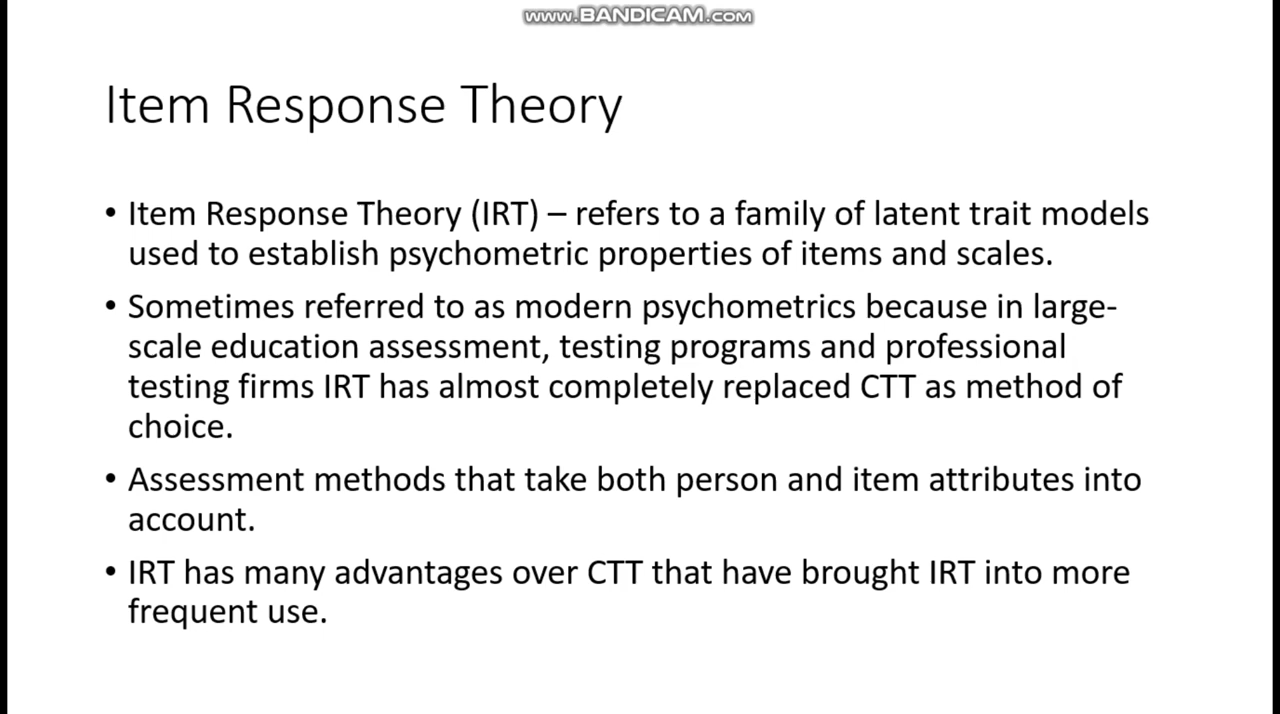 www.BANDICAM.com
Item Response Theory
• Item Response Theory (IRT) – refers to a family of latent trait models
used to establish psychometric properties of items and scales.
• Sometimes referred to as modern psychometrics because in large-
scale education assessment, testing programs and professional
testing firms IRT has almost completely replaced CTT as method of
choice.
• Assessment methods that take both person and item attributes into
account.
• IRT has many advantages over CTT that have brought IRT into more
frequent use.